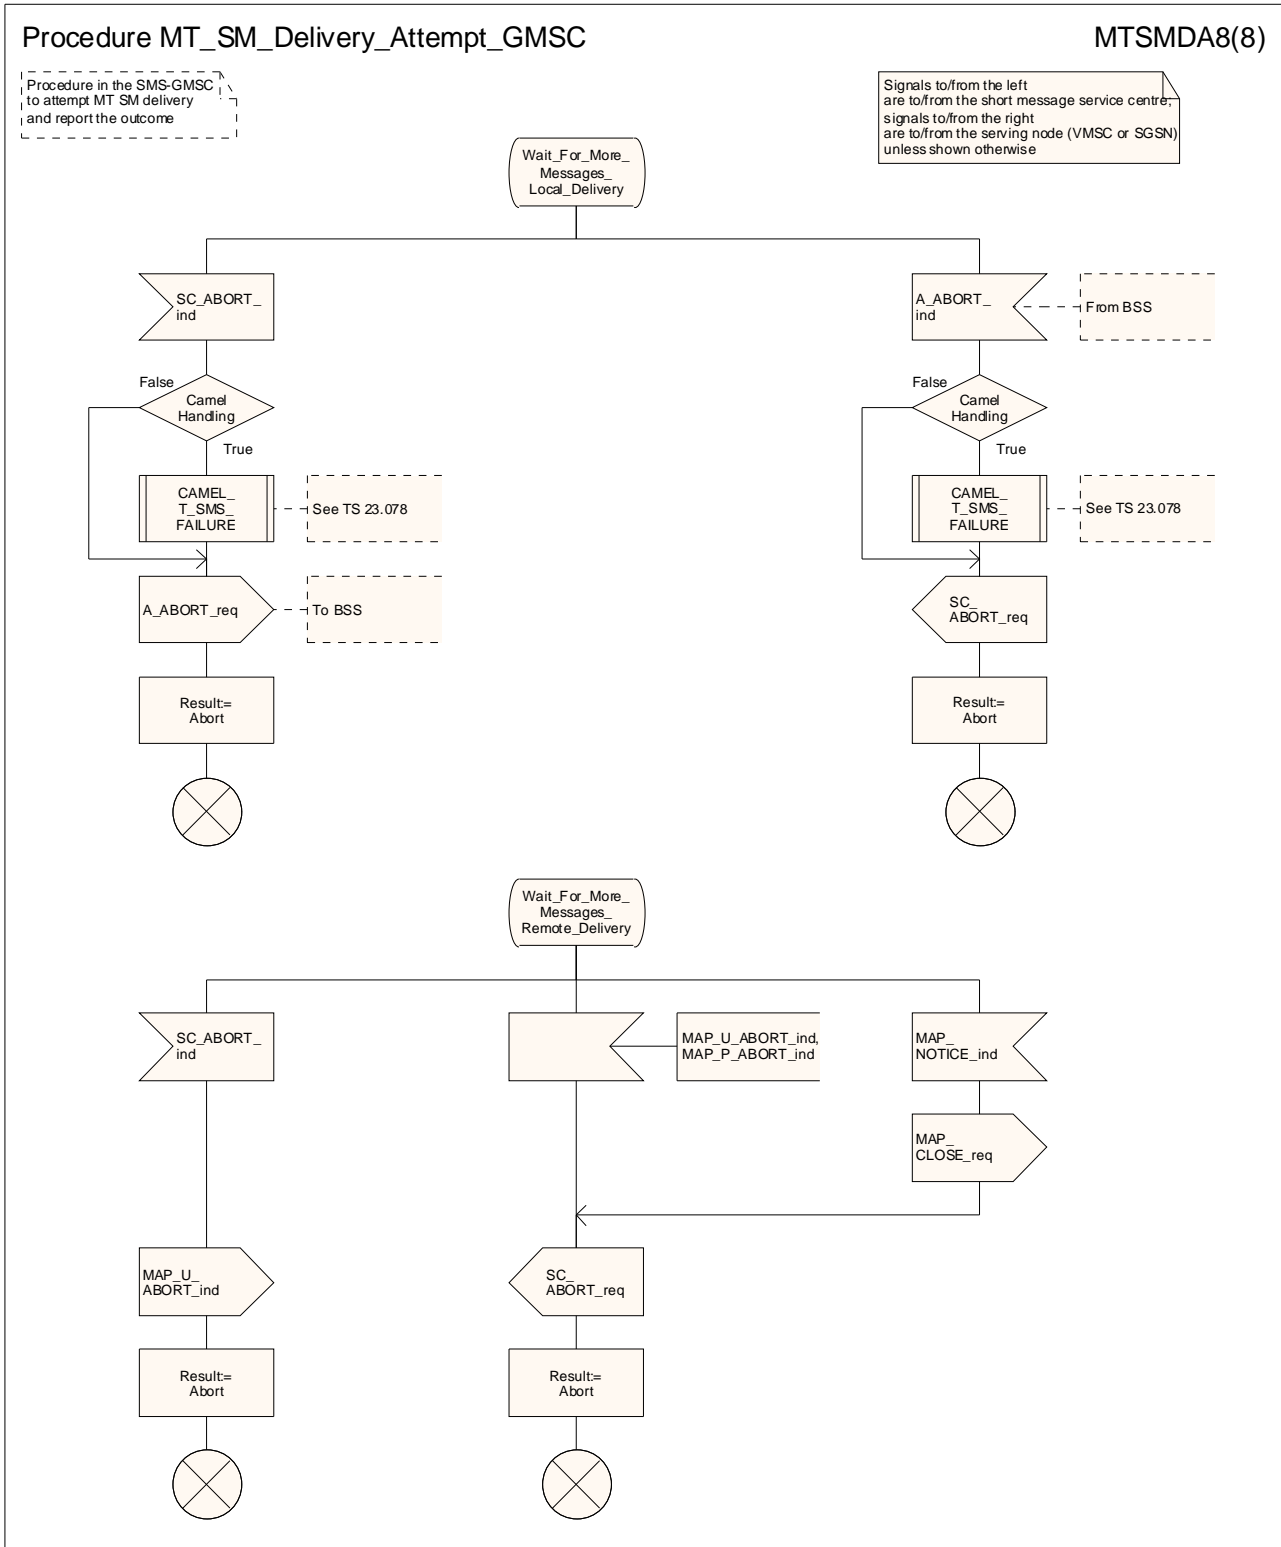 Procedure MT_SM_Delivery_Attempt_GMSC
MTSMDA8(8)
Procedure in the SMS-GMSC
to attempt MT SM delivery
and report the outcome
Signals to/from the left
are to/from the short message service centre;
signals to/from the right
are to/from the serving node (VMSC or SGSN)
unless shown otherwise
Wait_For_More_
Messages_
Local_Delivery
SC_ABORT_
ind
A_ABORT_
ind
From BSS
False
Camel
Handling
True
False
Camel
Handling
True
CAMEL_
T_SMS_
FAILURE
See TS 23.078
CAMEL_
T_SMS_
FAILURE
See TS 23.078
A_ABORT_req
To BSS
SC_
ABORT_req
Result:=
Abort
Result:=
Abort
Wait_For_More_
Messages_
Remote_Delivery
SC_ABORT_
ind
MAP_U_ABORT_ind,
MAP_P_ABORT_ind
MAP_
NOTICE_ind
MAP_
CLOSE_req
MAP_U_
ABORT_ind
SC_
ABORT_req
Result:=
Abort
Result:=
Abort